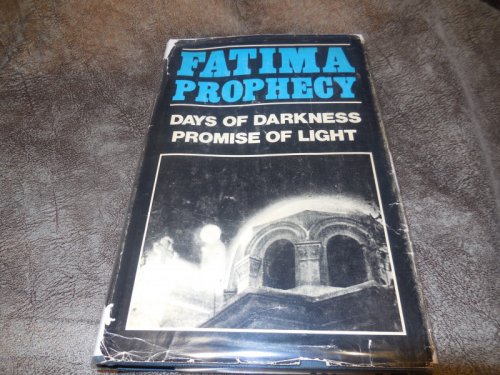 FATIMA
PROPHECY
DAYS OF DARKNESS
PROMISE OF LIGHT